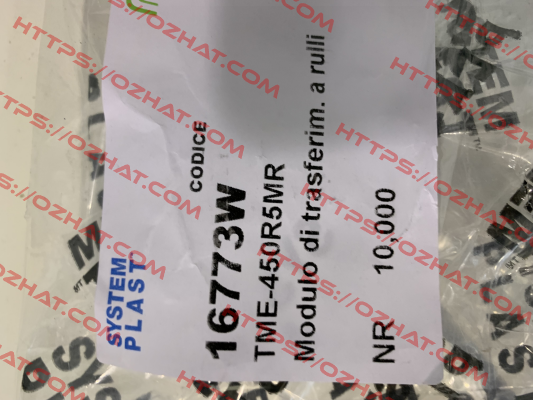 SYSTEM
PLAST
CODICE
16773W
TME-450R5MR
Modulo di trasferim. a rulli
NR 10,000
HTTPS://OZHAT.COM